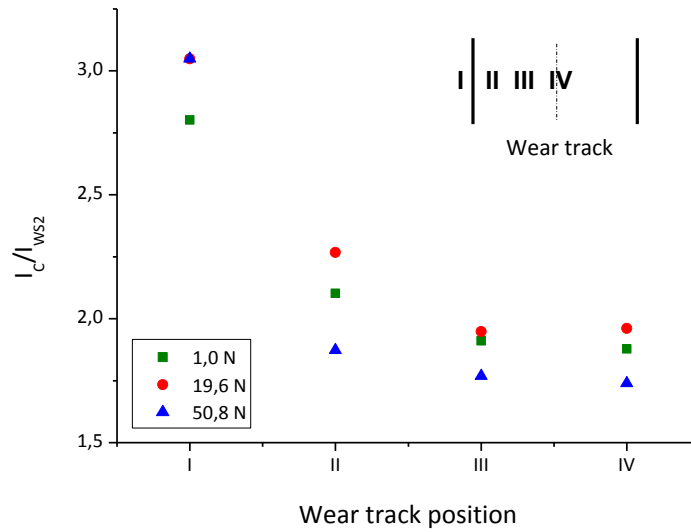 3,0
2,5
2,0
1,5
I_C/I_WS2
I II III IV
Wear track
1,0 N
19,6 N
50,8 N
I II III IV
Wear track position